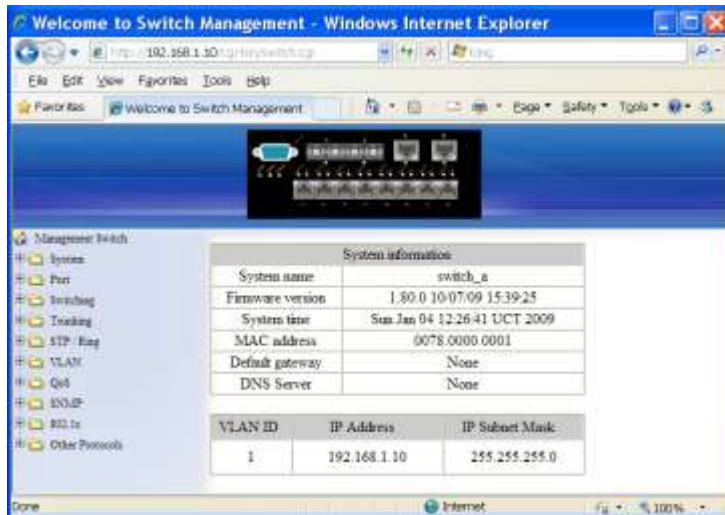 Welcome to Switch Management - Windows Internet Explorer
192.168.1.10
File Edit View Favorites Tools Help
Favorites Welcome to Switch Management Page Safety Tools
Management Switch
System
Port
Switching
Trunking
STP / Ring
VLAN
QoS
SNMP
802.1x
Other Protocols
System information
System name switch_a
Firmware version 1.80.0 10/07/09 15:39:25
System time Sun Jan 04 12:26:41 UCT 2009
MAC address 0078.0000.0001
Default gateway None
DNS Server None
VLAN ID IP Address IP Subnet Mask
1 192.168.1.10 255.255.255.0
Done Internet 100%